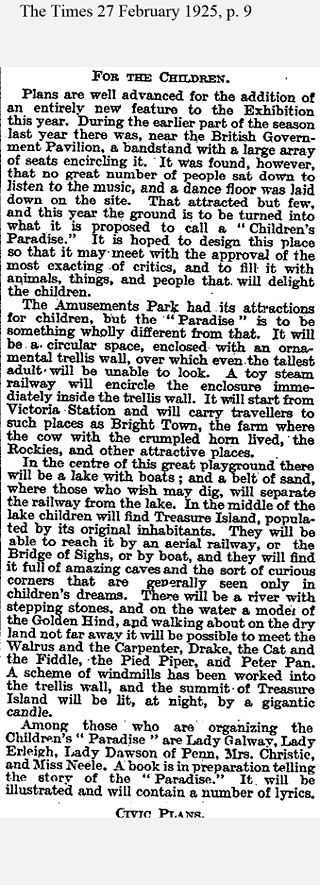 The Times 27 February 1925, p. 9
FOR THE CHILDREN.
Plans are well advanced for the addition of
an entirely new feature to the Exhibition
this year. During the earlier part of the season
last year there was, near the British Govern-
ment Pavilion, a bandstand with a large array
of seats encircling it. It was found, however,
that no great number of people sat down to
listen to the music, and a dance floor was laid
down on the site. That attracted but few,
and this year the ground is to be turned into
what it is proposed to call a "Children's
Paradise." It is hoped to design this place
so that it may meet with the approval of the
most exacting of critics, and to fill it with
animals, things, and people that will delight
the children.
The Amusements Park had its attractions
for children, but the "Paradise" is to be
something wholly different from that. It will
be a circular space, enclosed with an orna-
mental trellis wall, over which even the tallest
adult will be unable to look. A toy steam
railway will encircle the enclosure imme-
diately inside the trellis wall. It will start from
Victoria Station and will carry travellers to
such places as Bright Town, the farm where
the cow with the crumpled horn lived, the
Rockies, and other attractive places.
In the centre of this great playground there
will be a lake with boats; and a belt of sand,
where those who wish may dig, will separate
the railway from the lake. In the middle of the
lake children will find Treasure Island, popula-
ted by its original inhabitants. They will be
able to reach it by an aerial railway, or the
Bridge of Sighs, or by boat, and they will find
it full of amazing caves and the sort of curious
corners that are generally seen only in
children's dreams. There will be a river with
stepping stones, and on the water a model of
the Golden Hind, and walking about on the dry
land not far away it will be possible to meet the
Walrus and the Carpenter, Drake, the Cat and
the Fiddle, the Pied Piper, and Peter Pan.
A scheme of windmills has been worked into
the trellis wall, and the summit of Treasure
Island will be lit, at night, by a gigantic
candle.
Among those who are organizing the
Children's "Paradise" are Lady Galway, Lady
Erleigh, Lady Dawson of Penn, Mrs. Christie,
and Miss Neele. A book is in preparation telling
the story of the "Paradise." It will be
illustrated and will contain a number of lyrics.
CIVIC PLANS.